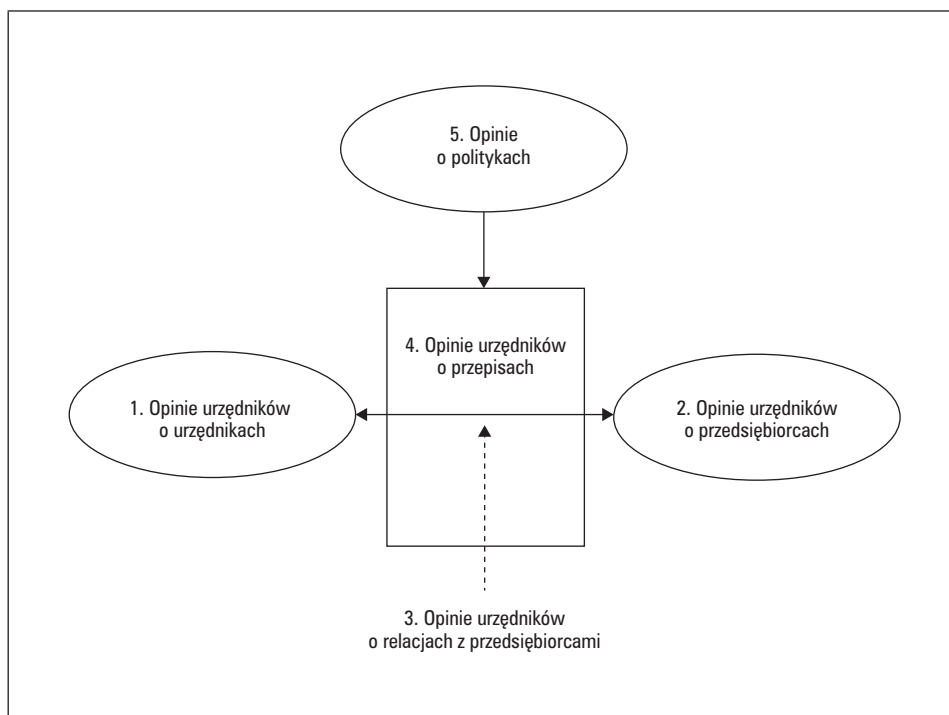 5. Opinie
o politykach
4. Opinie urzędników
o przepisach
1. Opinie urzędników
o urzędnikach
2. Opinie urzędników
o przedsiębiorcach
3. Opinie urzędników
o relacjach z przedsiębiorcami